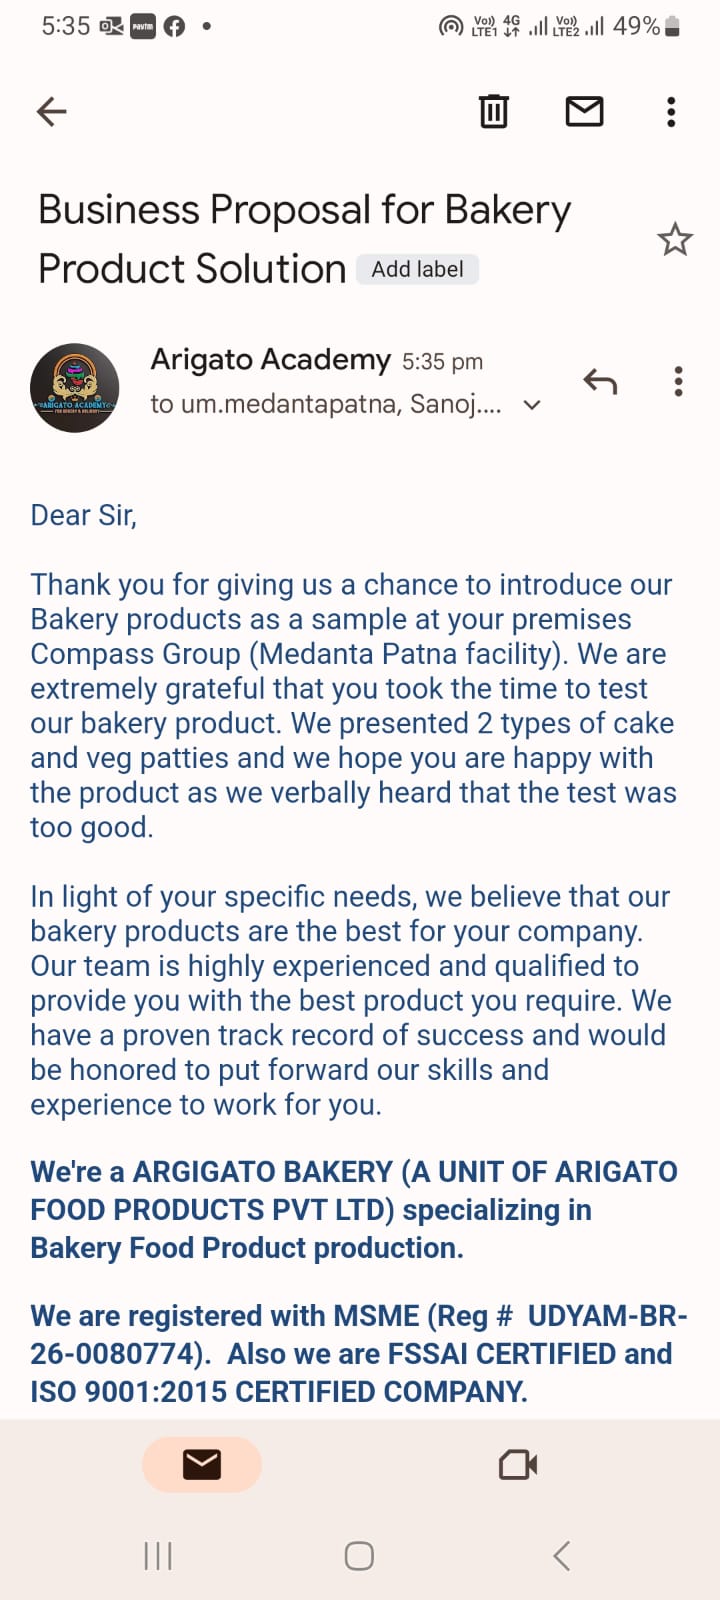 5:35
Paytm
Vo)) 4G Vo)) 49%
LTE1 LTE2
Business Proposal for Bakery
Product Solution Add label
Arigato Academy 5:35 pm
to um.medantapatna, Sanoj....
ARIGATO ACADEMY
Dear Sir,
Thank you for giving us a chance to introduce our
Bakery products as a sample at your premises
Compass Group (Medanta Patna facility). We are
extremely grateful that you took the time to test
our bakery product. We presented 2 types of cake
and veg patties and we hope you are happy with
the product as we verbally heard that the test was
too good.
In light of your specific needs, we believe that our
bakery products are the best for your company.
Our team is highly experienced and qualified to
provide you with the best product you require. We
have a proven track record of success and would
be honored to put forward our skills and
experience to work for you.
We're a ARGIGATO BAKERY (A UNIT OF ARIGATO
FOOD PRODUCTS PVT LTD) specializing in
Bakery Food Product production.
We are registered with MSME (Reg # UDYAM-BR-
26-0080774). Also we are FSSAI CERTIFIED and
ISO 9001:2015 CERTIFIED COMPANY.